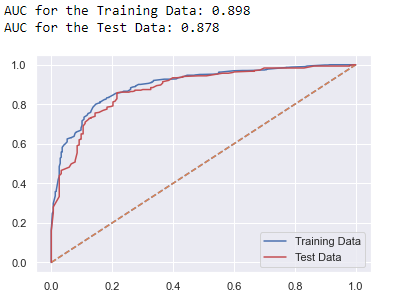 AUC for the Training Data: 0.898
AUC for the Test Data: 0.878
1.0
0.8
0.6
0.4
0.2
0.0
Training Data
Test Data
0.0 0.2 0.4 0.6 0.8 1.0